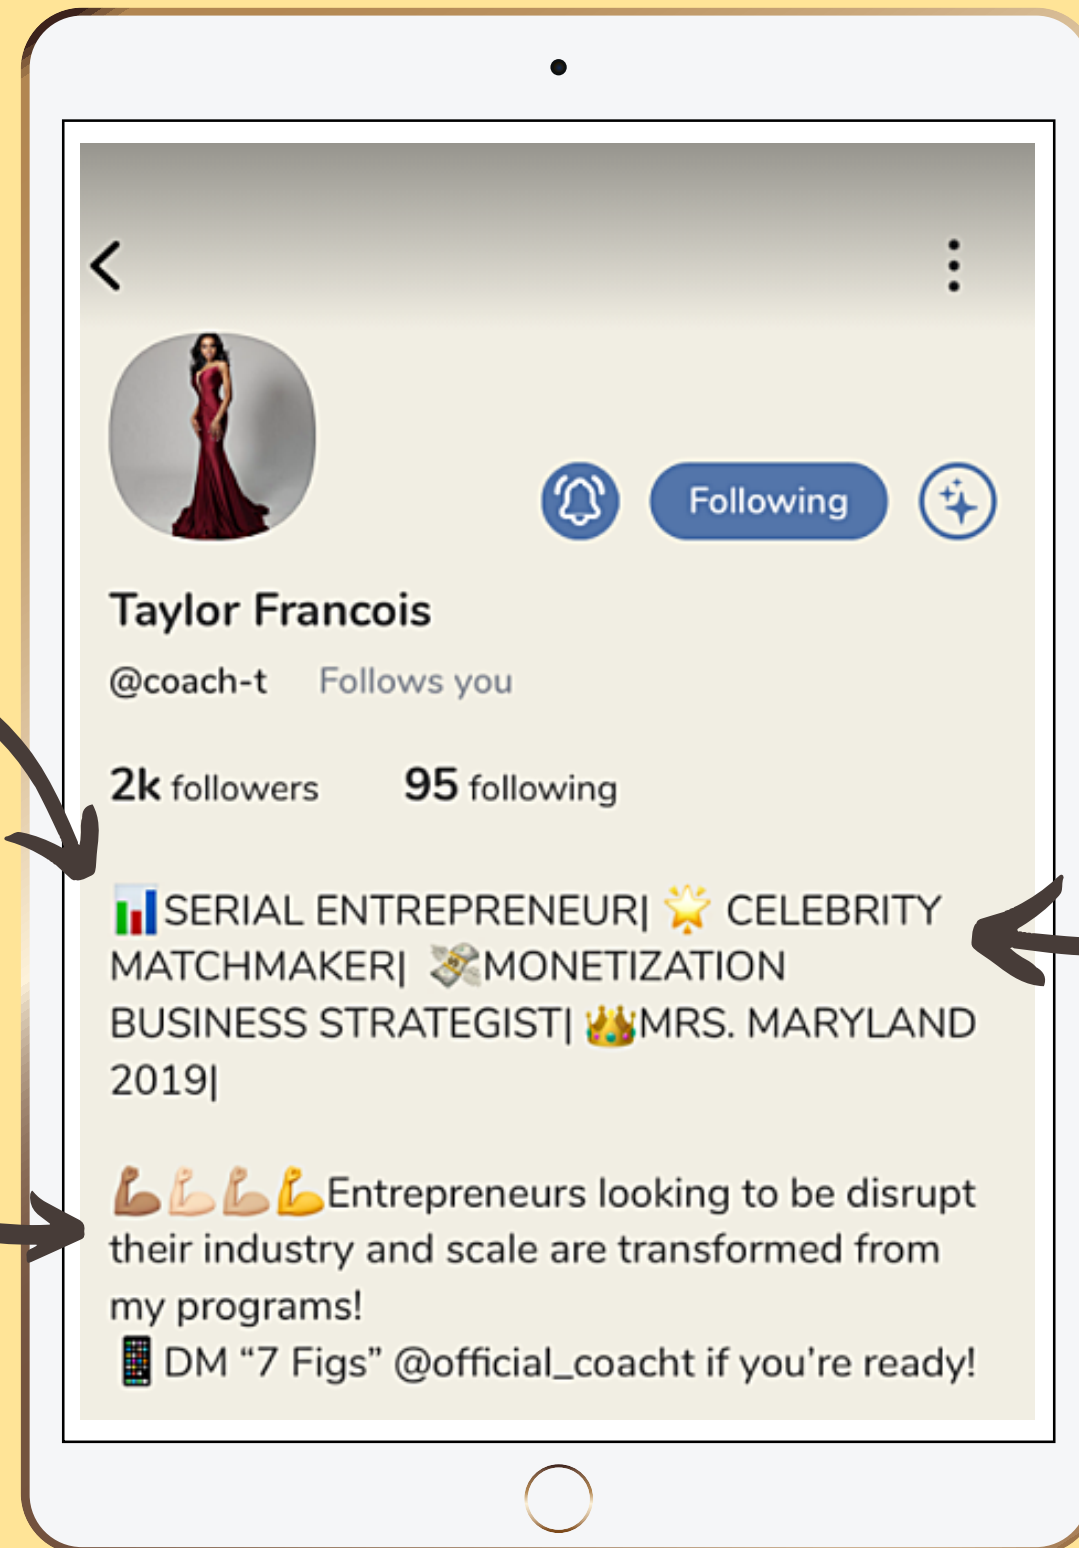 Following
Taylor Francois
@coach-t Follows you
2k followers 95 following
📊SERIAL ENTREPRENEUR| 🌟 CELEBRITY
MATCHMAKER| 💸MONETIZATION
BUSINESS STRATEGIST| 👑MRS. MARYLAND
2019|
💪🏽💪🏻💪🏼💪Entrepreneurs looking to be disrupt
their industry and scale are transformed from
my programs!
📱DM “7 Figs” @official_coacht if you’re ready!